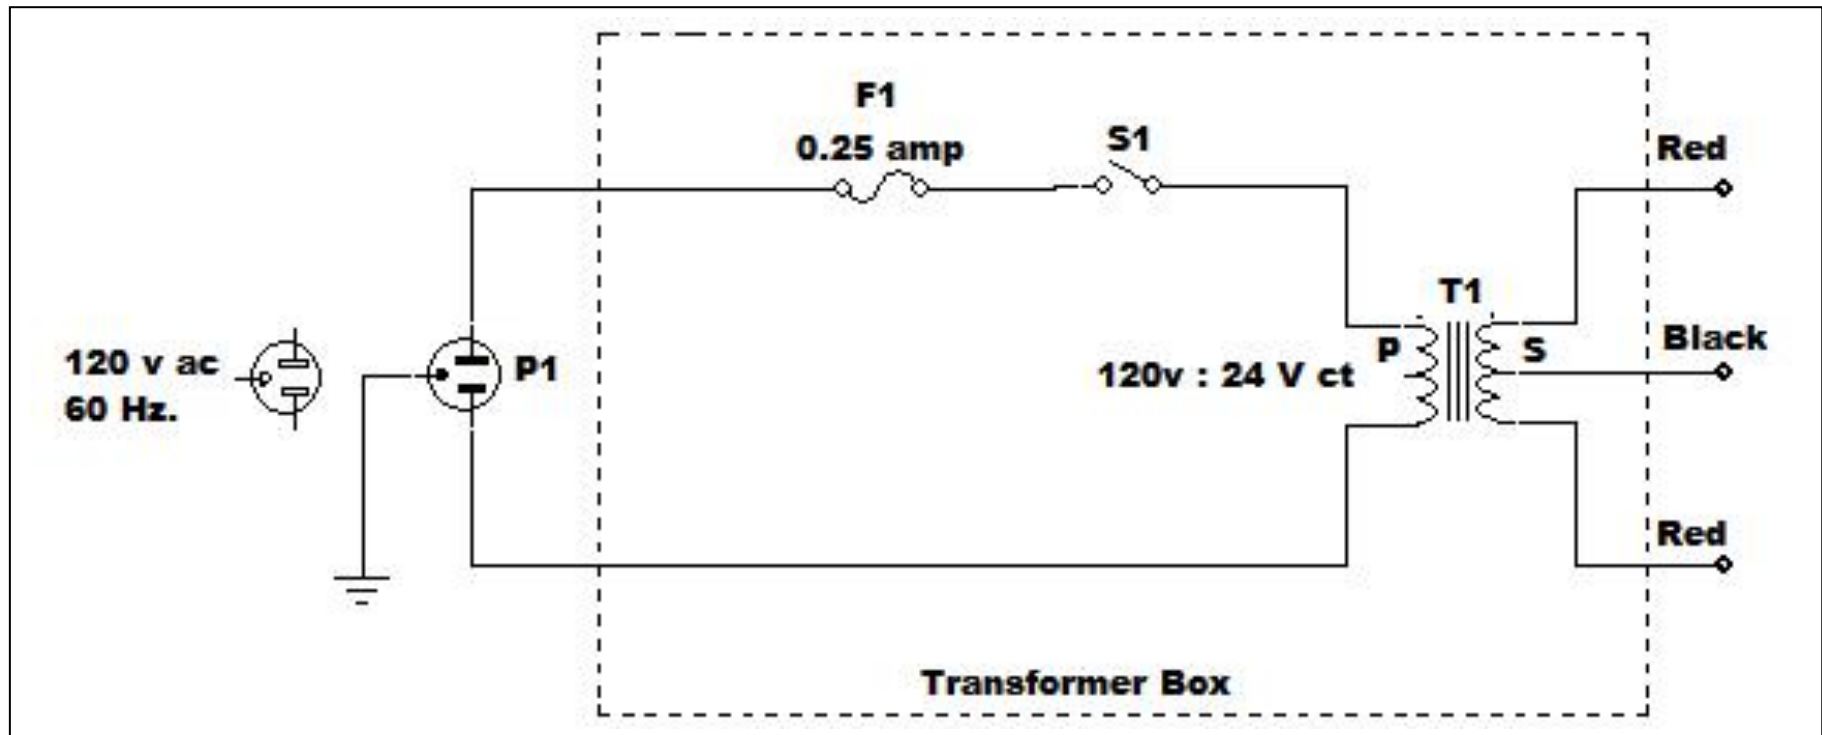 F1
0.25 amp
S1
Red
T1
120 v ac
60 Hz.
P1
120v : 24 V ct
P
S
Black
Red
Transformer Box